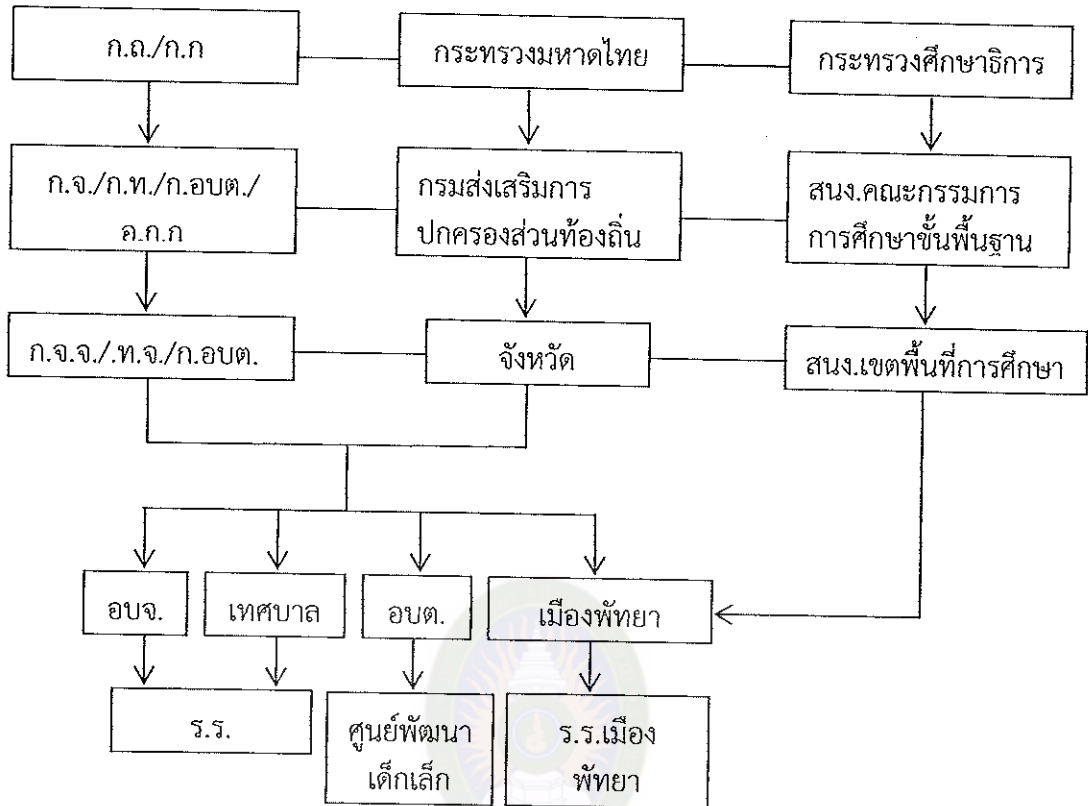 ก.ถ./ก.ก
กระทรวงมหาดไทย
กระทรวงศึกษาธิการ
ก.จ./ก.ท./ก.อบต./
อ.ก.ก
กรมส่งเสริมการ
ปกครองส่วนท้องถิ่น
สนง.คณะกรรมการ
การศึกษาขั้นพื้นฐาน
ก.จ.จ./.ท.จ./ก.อบต.
จังหวัด
สนง.เขตพื้นที่การศึกษา
อบจ.
เทศบาล
อบต.
เมืองพัทยา
ร.ร.
ศูนย์พัฒนา
เด็กเล็ก
ร.ร.เมือง
พัทยา